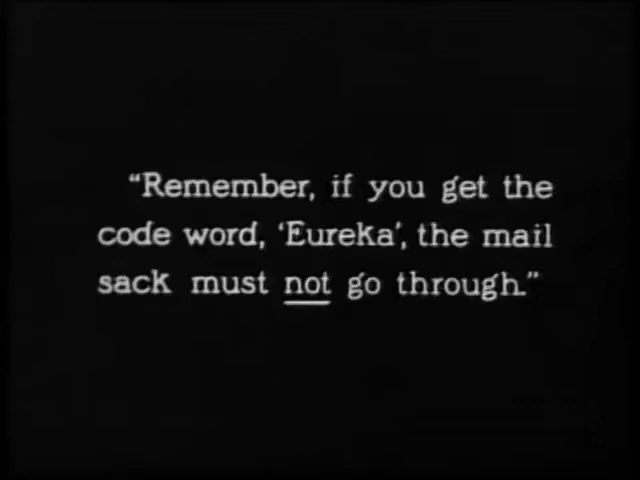 “Remember, if you get the
code word, ‘Eureka’, the mail
sack must not go through.”